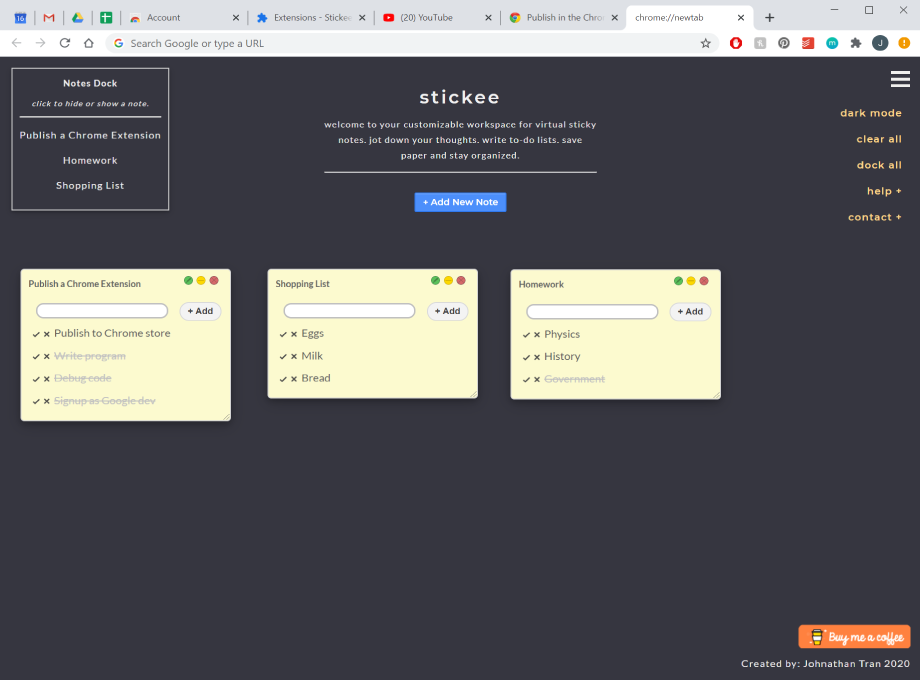 16
Account
Extensions - Stickee
(20) YouTube
Publish in the Chro
chrome://newtab
Search Google or type a URL
J
Notes Dock
click to hide or show a note.
Publish a Chrome Extension
Homework
Shopping List
stickee
welcome to your customizable workspace for virtual sticky
notes. jot down your thoughts. write to-do lists. save
paper and stay organized.
+ Add New Note
dark mode
clear all
dock all
help +
contact +
Publish a Chrome Extension
+ Add
Publish to Chrome store
Write program
Debug code
Signup as Google dev
Shopping List
+ Add
Eggs
Milk
Bread
Homework
+ Add
Physics
History
Government
Buy me a coffee
Created by: Johnathan Tran 2020